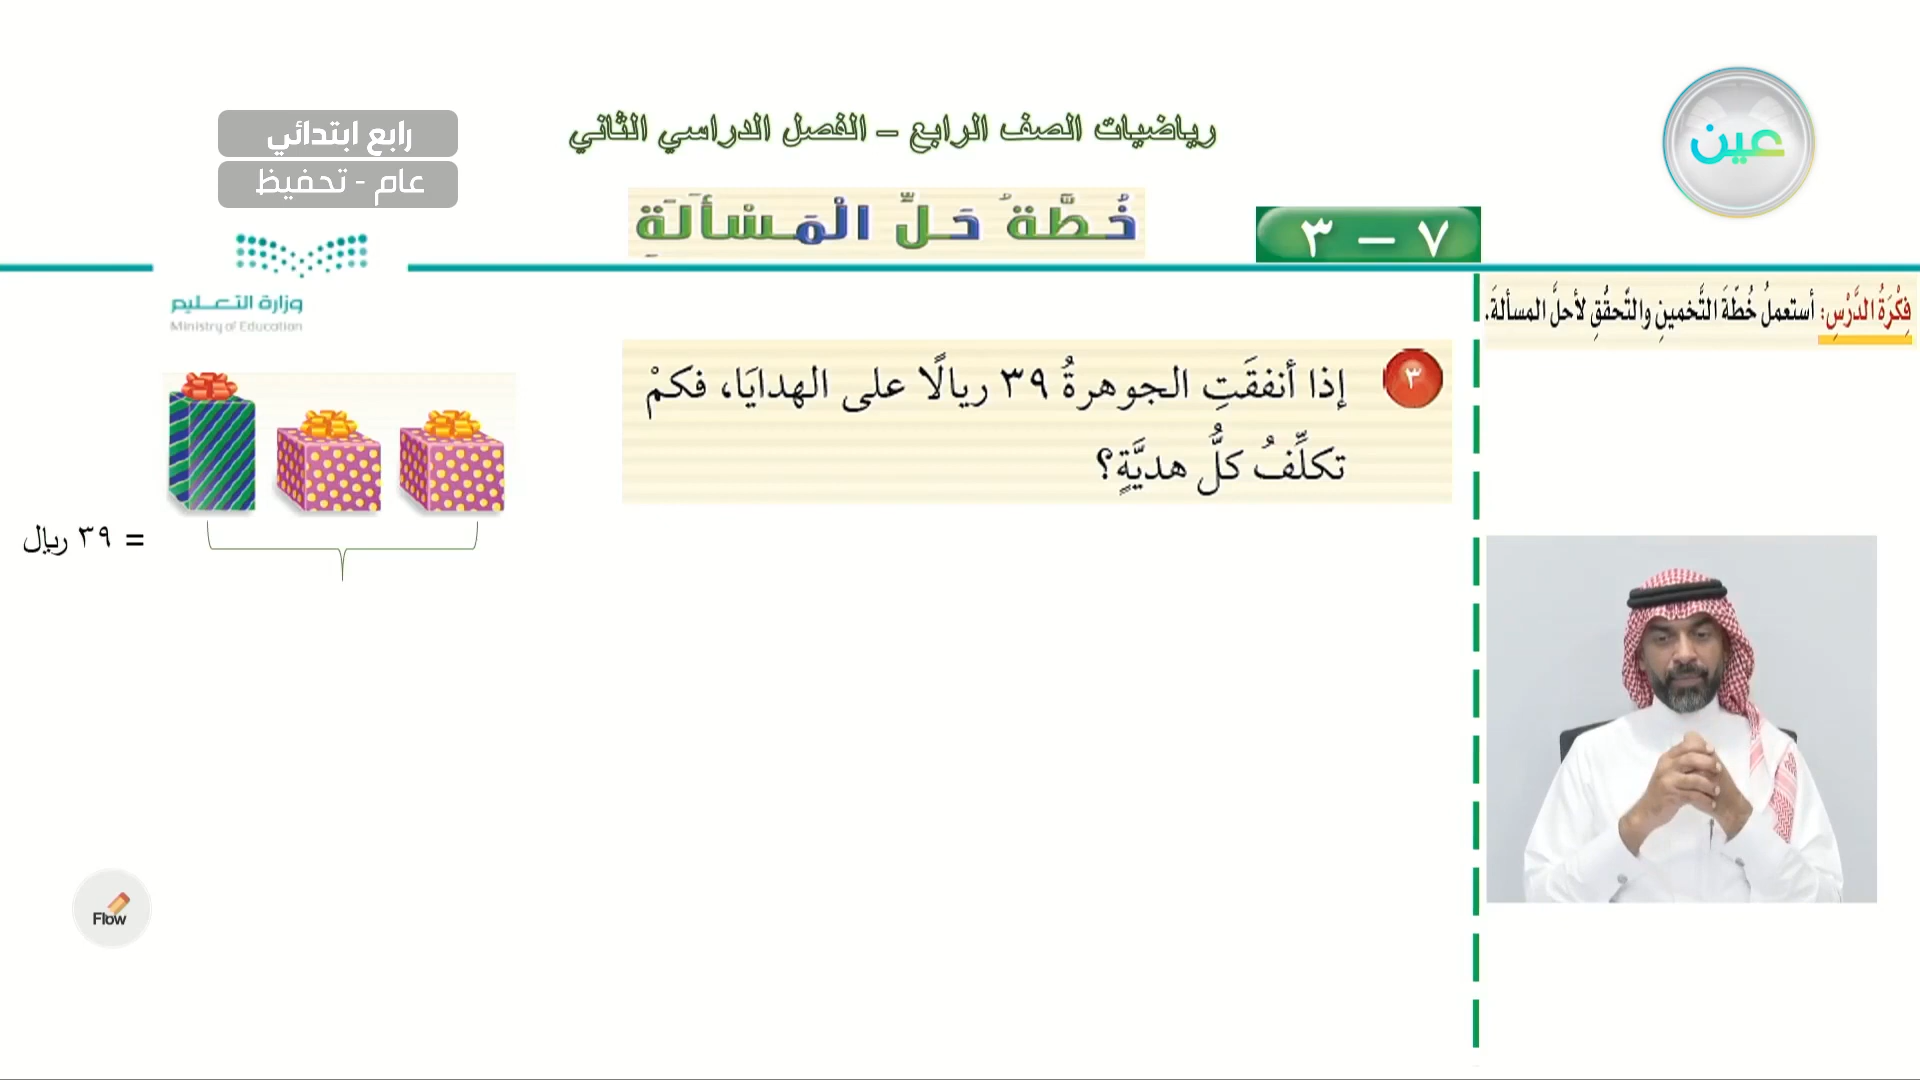 رابع ابتدائي
عام - تحفيظ
رياضيات الصف الرابع – الفصل الدراسي الثاني
عين
خُطَّةُ حَلِّ الْمَسْأَلَةِ
٧ – ٣
وزارة التعليم
Ministry of Education
فِكْرَةُ الدَّرْسِ: أستعملُ خُطَّةَ التَّخمينِ والتَّحقُّقِ لأحلَّ المسألةَ.
٣
إذا أنفقَتِ الجوهرةُ ٣٩ ريالًا على الهدايَا، فكمْ
تكلِّفُ كلُّ هديَّةٍ؟
= ٣٩ ريال
Flow